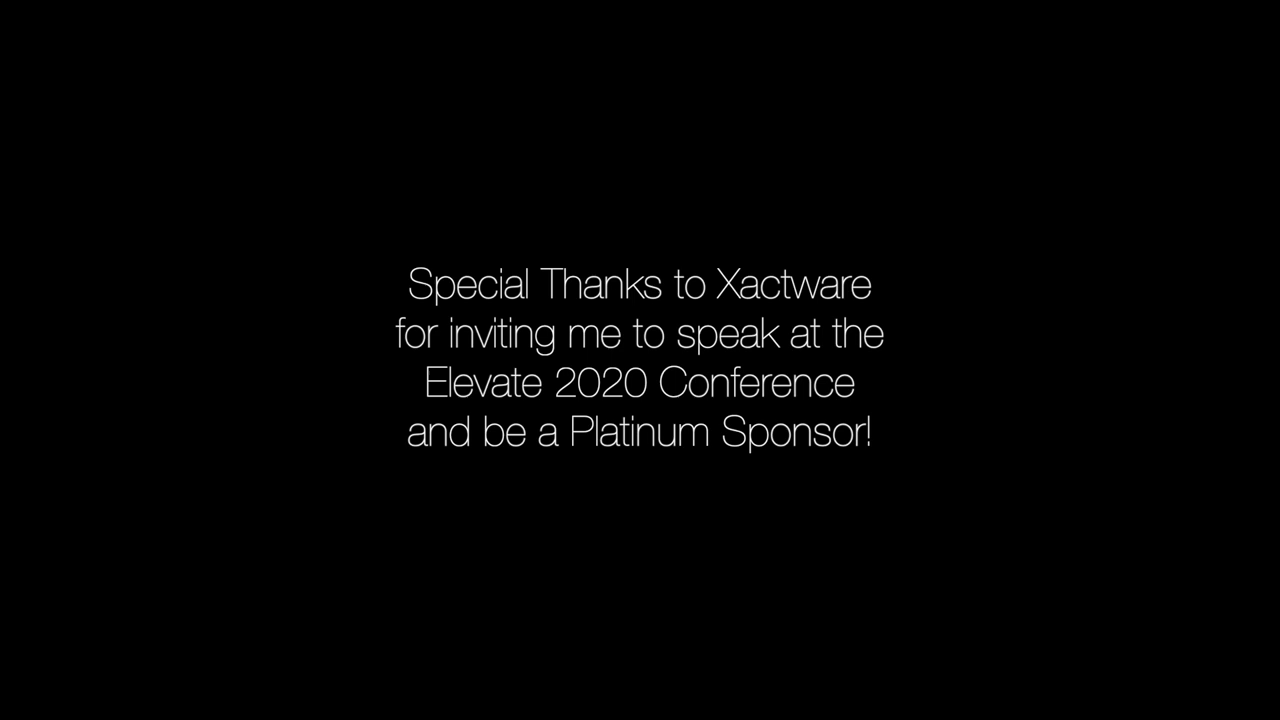 Special Thanks to Xactware
for inviting me to speak at the
Elevate 2020 Conference
and be a Platinum Sponsor!